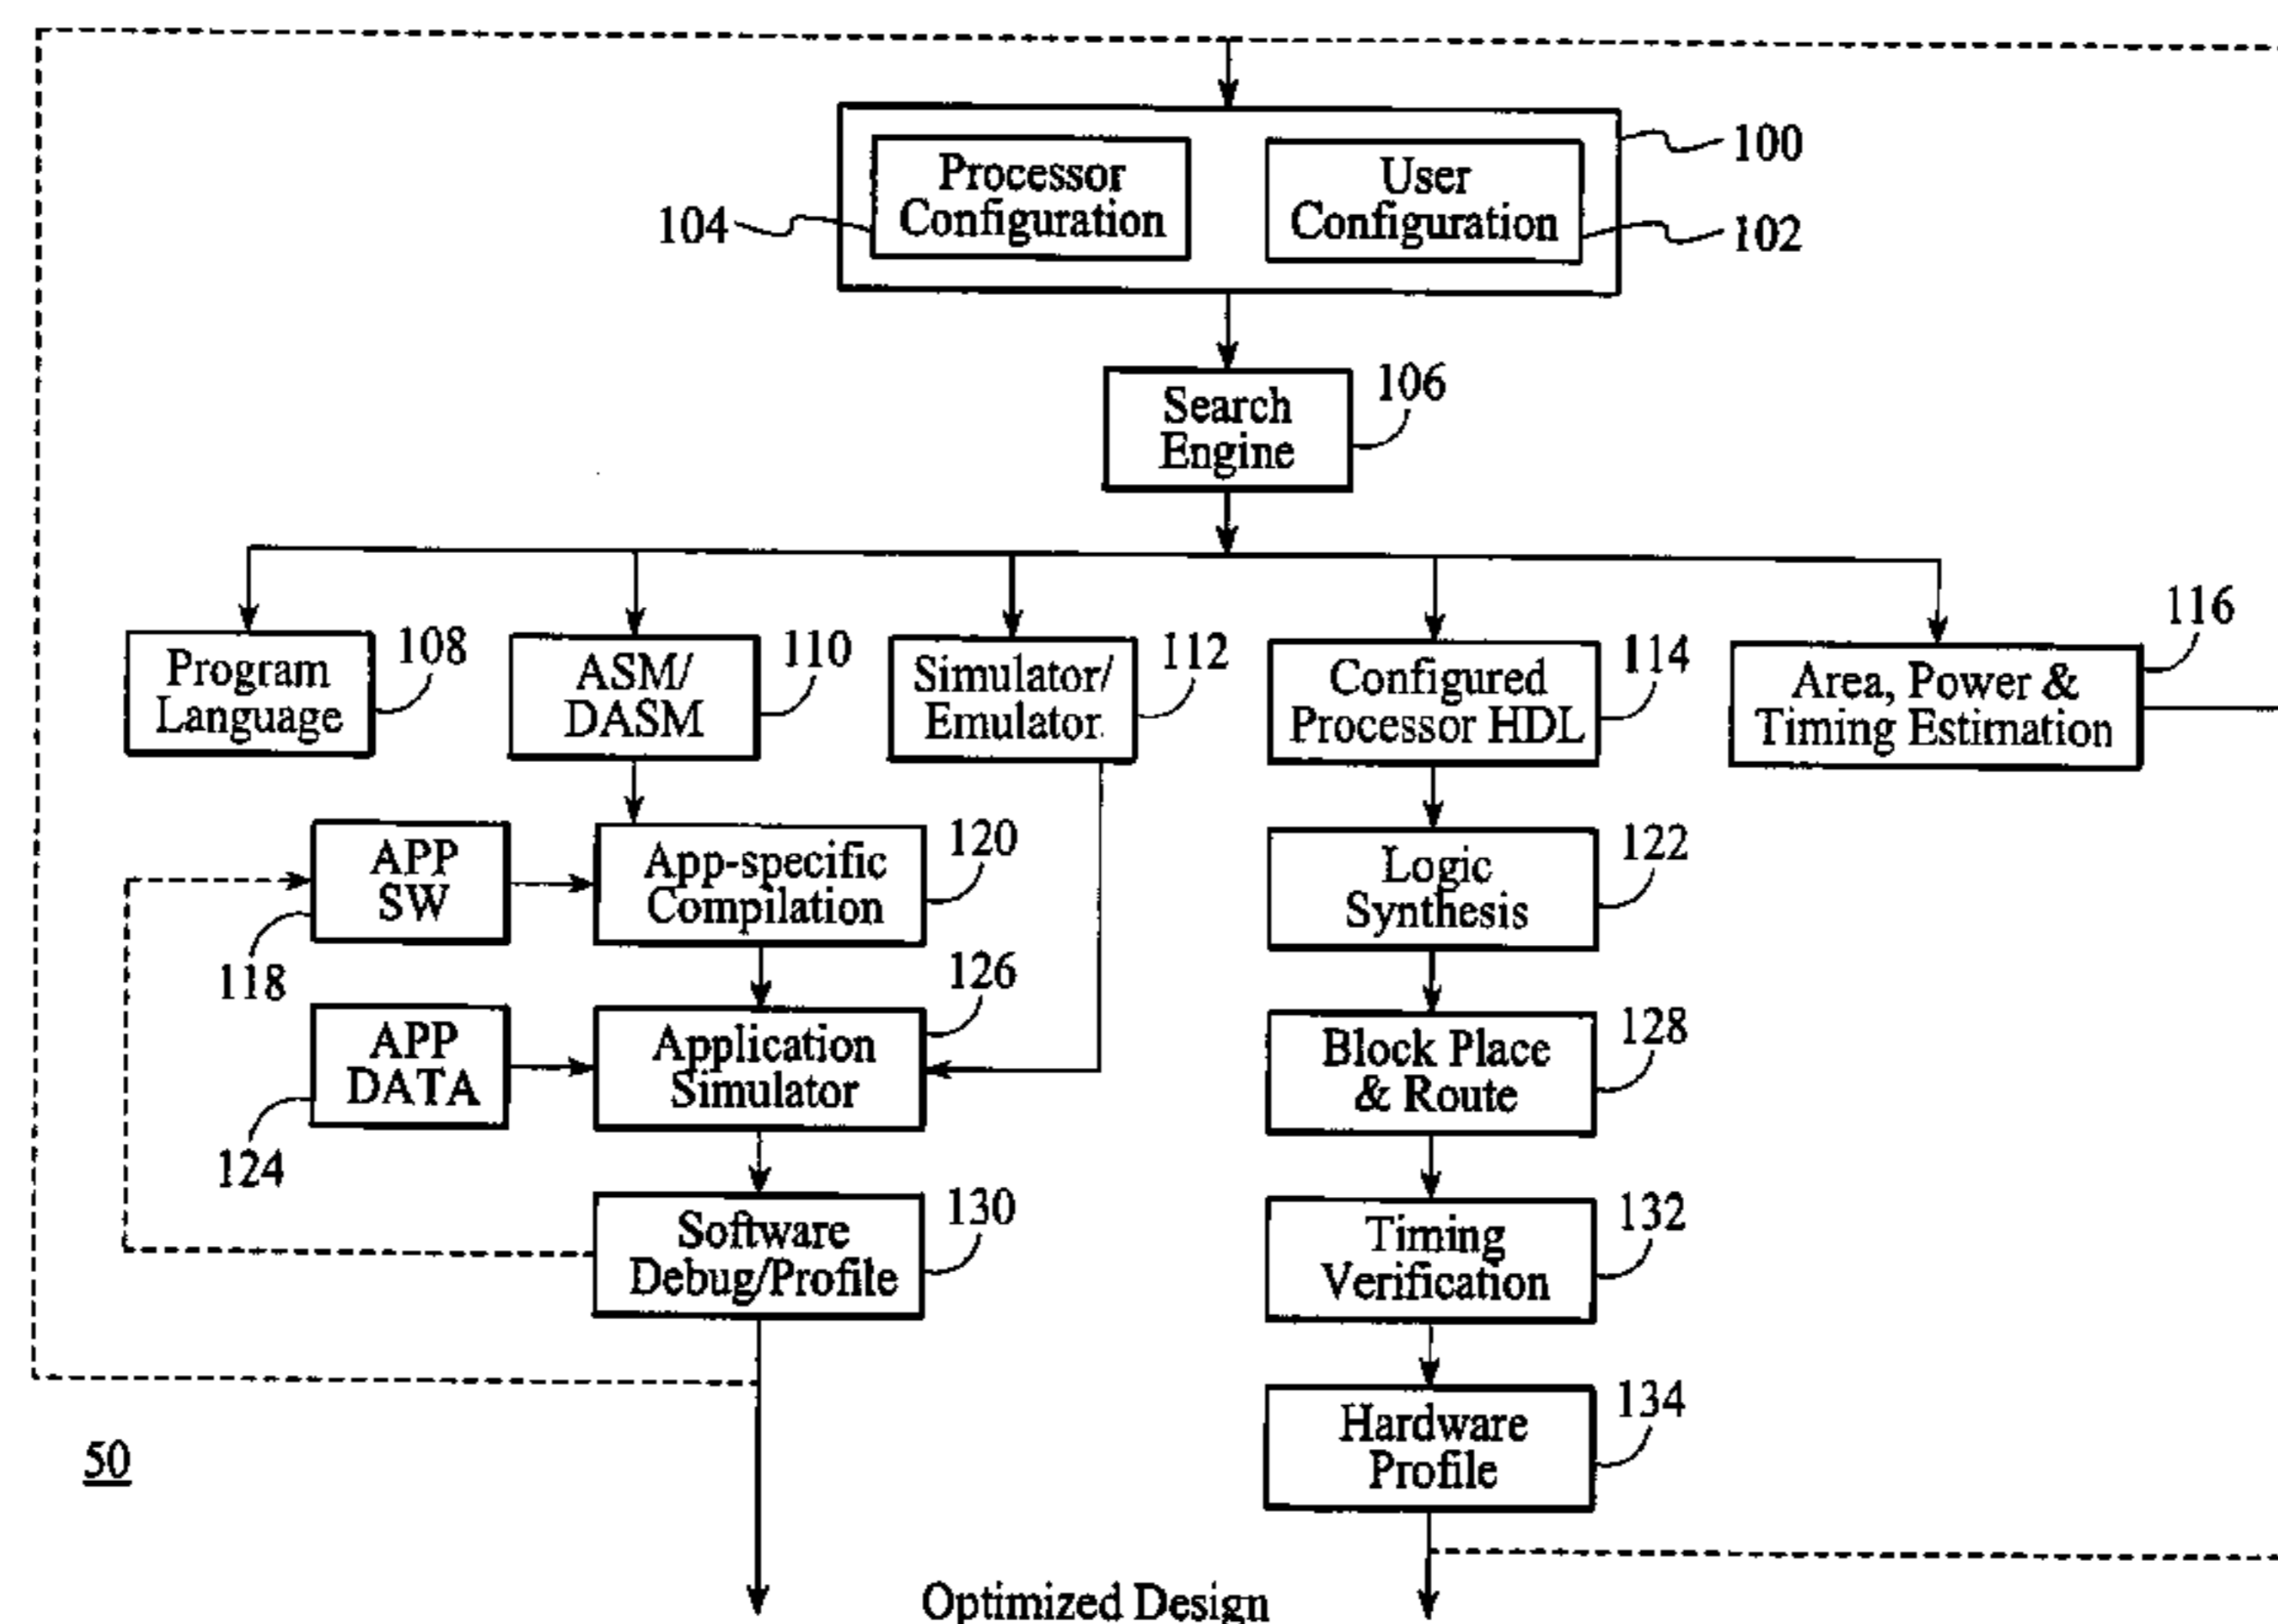 Processor
Configuration
User
Configuration
100
104
102
Search
Engine
106
Program
Language
108
ASM/
DASM
110
Simulator/
Emulator
112
Configured
Processor HDL
114
Area, Power &
Timing Estimation
116
APP
SW
118
App-specific
Compilation
120
Logic
Synthesis
122
APP
DATA
124
Application
Simulator
126
Block Place
& Route
128
Software
Debug/Profile
130
Timing
Verification
132
Hardware
Profile
134
50
Optimized Design